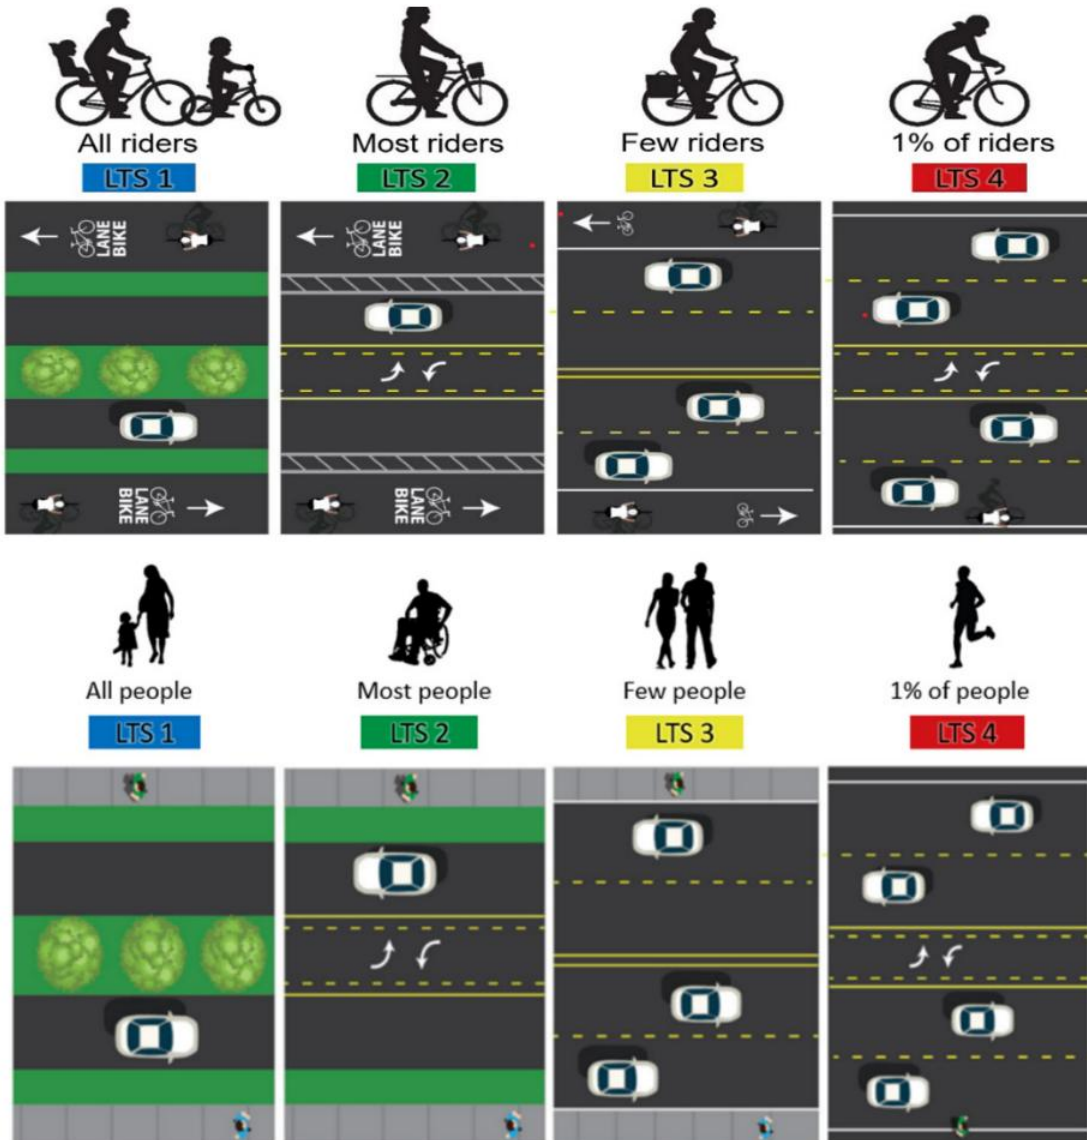 All riders
Most riders
Few riders
1% of riders
LTS 1
LTS 2
LTS 3
LTS 4
LANE
BIKE
LANE
BIKE
LANE
BIKE
LANE
BIKE
All people
Most people
Few people
1% of people
LTS 1
LTS 2
LTS 3
LTS 4